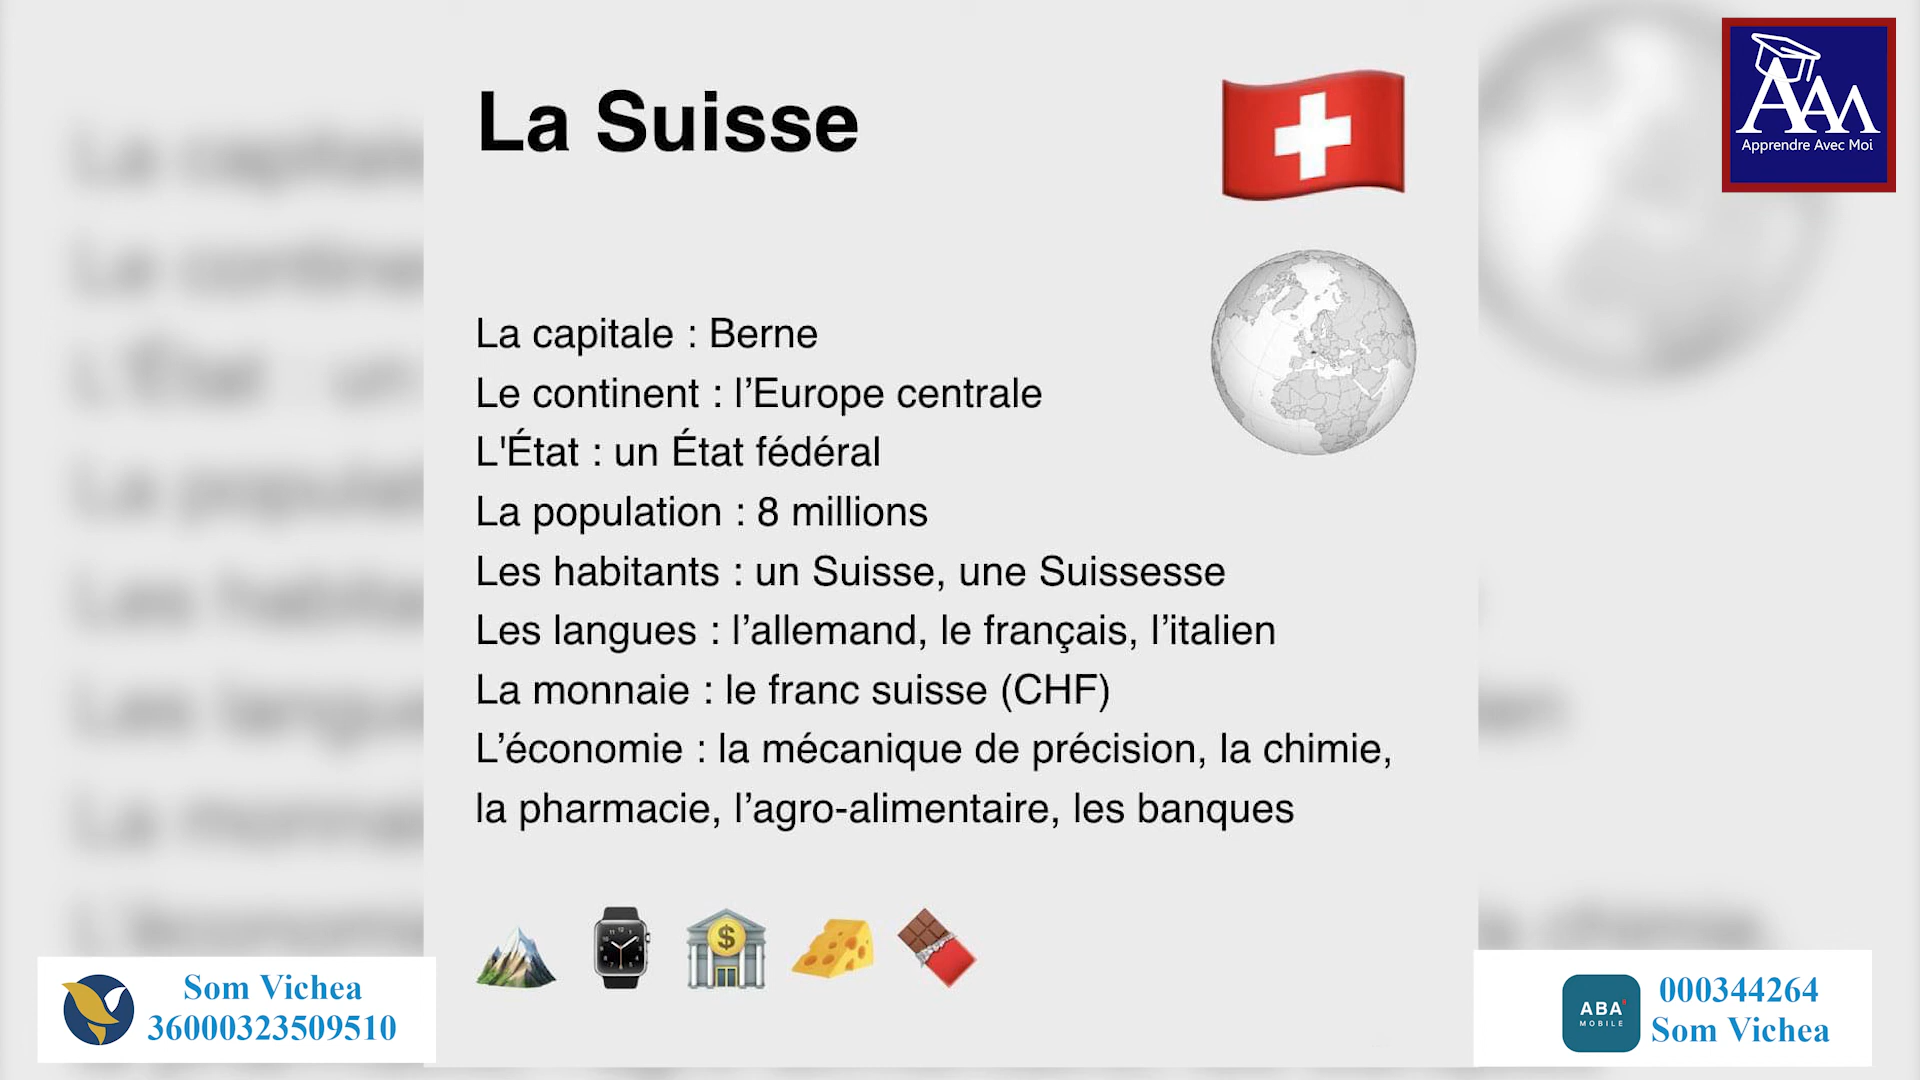 La Suisse
AAM
Apprendre Avec Moi
La capitale : Berne
Le continent : l’Europe centrale
L'État : un État fédéral
La population : 8 millions
Les habitants : un Suisse, une Suissesse
Les langues : l’allemand, le français, l’italien
La monnaie : le franc suisse (CHF)
L’économie : la mécanique de précision, la chimie,
la pharmacie, l’agro-alimentaire, les banques
Som Vichea
36000323509510
ABA
MOBILE
000344264
Som Vichea